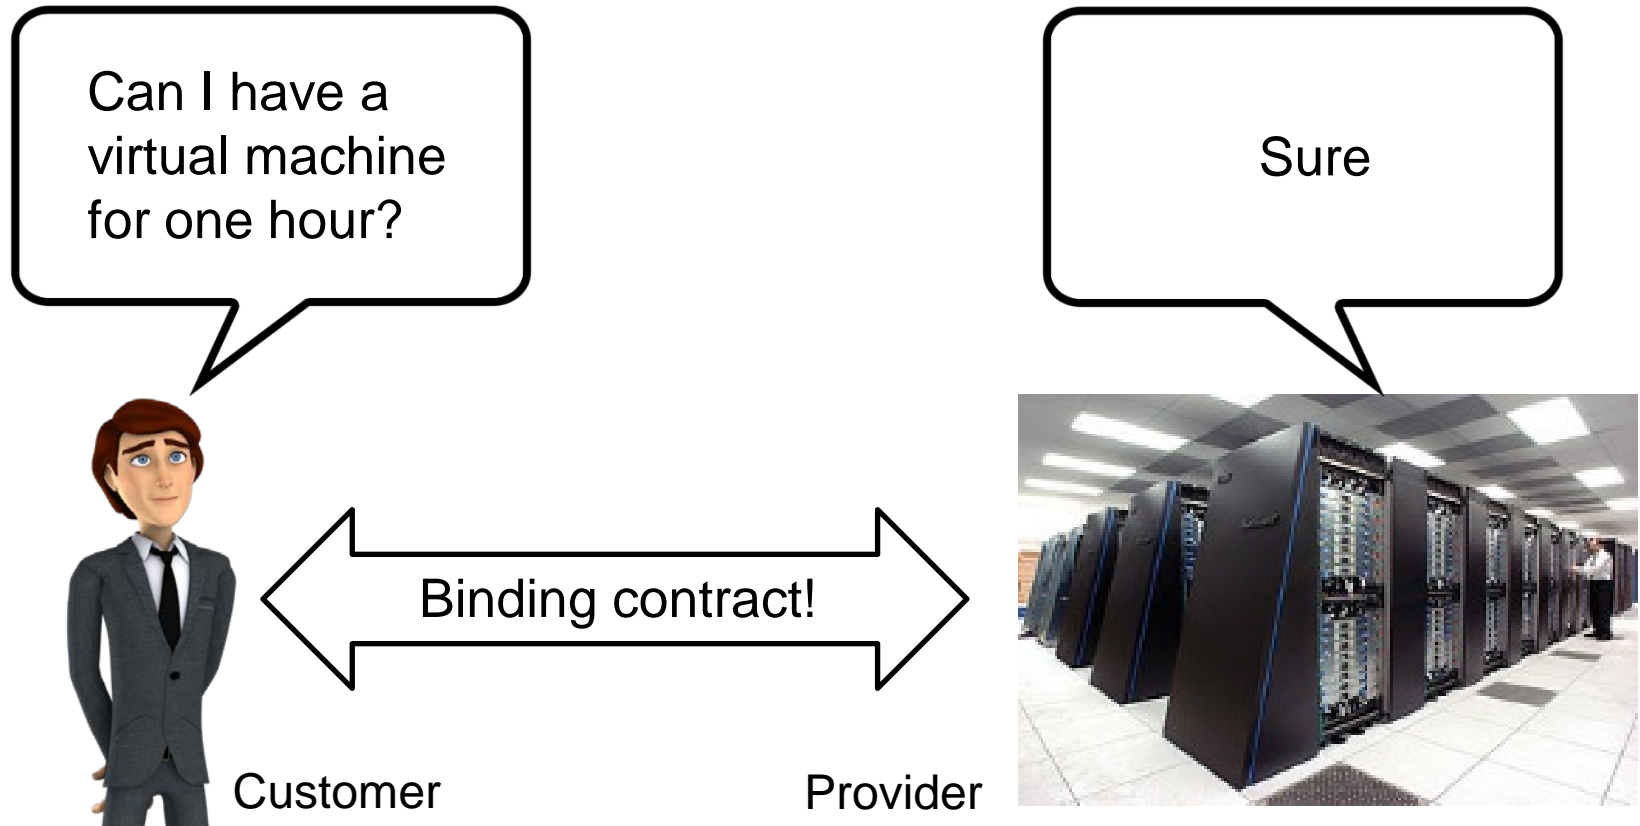 Can I have a
virtual machine
for one hour?
Sure
Binding contract!
Customer
Provider